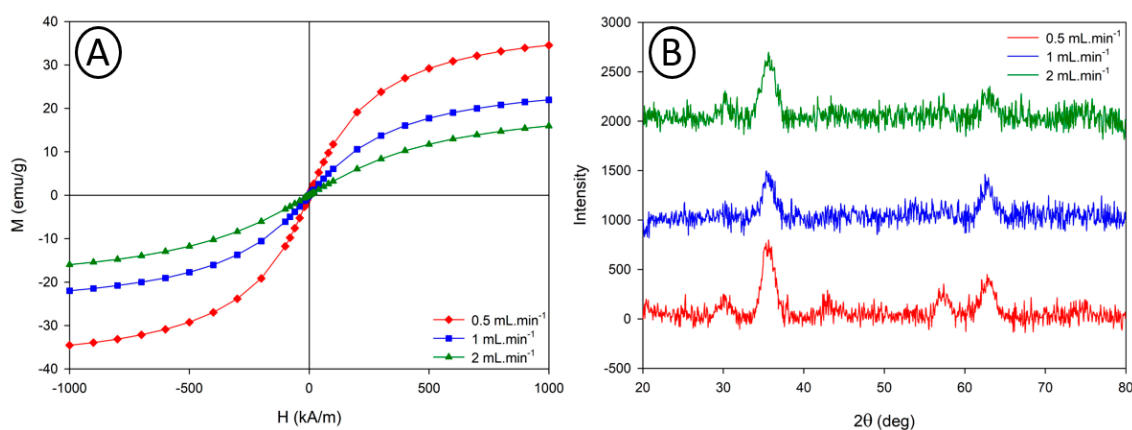 A
M (emu/g)
40
30
20
10
0
-10
-20
-30
-40
-1000
-500
0
500
1000
H (kA/m)
0.5 mL.min⁻¹
1 mL.min⁻¹
2 mL.min⁻¹
B
Intensity
3000
2500
2000
1500
1000
500
0
-500
20
30
40
50
60
70
80
2θ (deg)
0.5 mL.min⁻¹
1 mL.min⁻¹
2 mL.min⁻¹